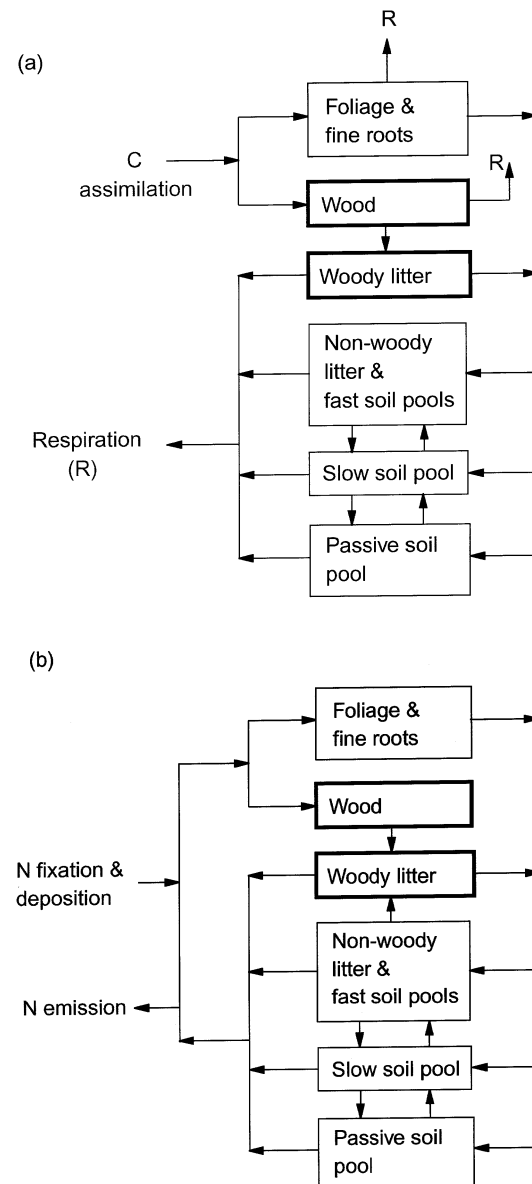 (a)
R
Foliage &
fine roots
C
assimilation
R
Wood
Woody litter
Non-woody
litter &
fast soil pools
Respiration
(R)
Slow soil pool
Passive soil
pool
(b)
Foliage &
fine roots
Wood
N fixation &
deposition
Woody litter
Non-woody
litter &
fast soil pools
N emission
Slow soil pool
Passive soil
pool